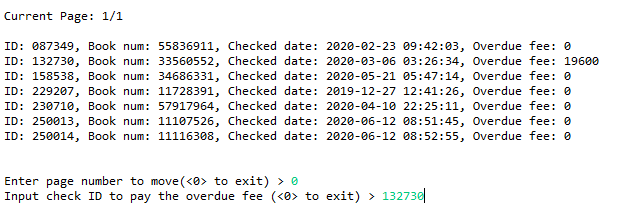 Current Page: 1/1
ID: 087349, Book num: 55836911, Checked date: 2020-02-23 09:42:03, Overdue fee: 0
ID: 132730, Book num: 33560552, Checked date: 2020-03-06 03:26:34, Overdue fee: 19600
ID: 158538, Book num: 34686331, Checked date: 2020-05-21 05:47:14, Overdue fee: 0
ID: 229207, Book num: 11728391, Checked date: 2019-12-27 12:41:26, Overdue fee: 0
ID: 230710, Book num: 57917964, Checked date: 2020-04-10 22:25:11, Overdue fee: 0
ID: 250013, Book num: 11107526, Checked date: 2020-06-12 08:51:45, Overdue fee: 0
ID: 250014, Book num: 11116308, Checked date: 2020-06-12 08:52:55, Overdue fee: 0
Enter page number to move(<0> to exit) > 0
Input check ID to pay the overdue fee (<0> to exit) > 132730